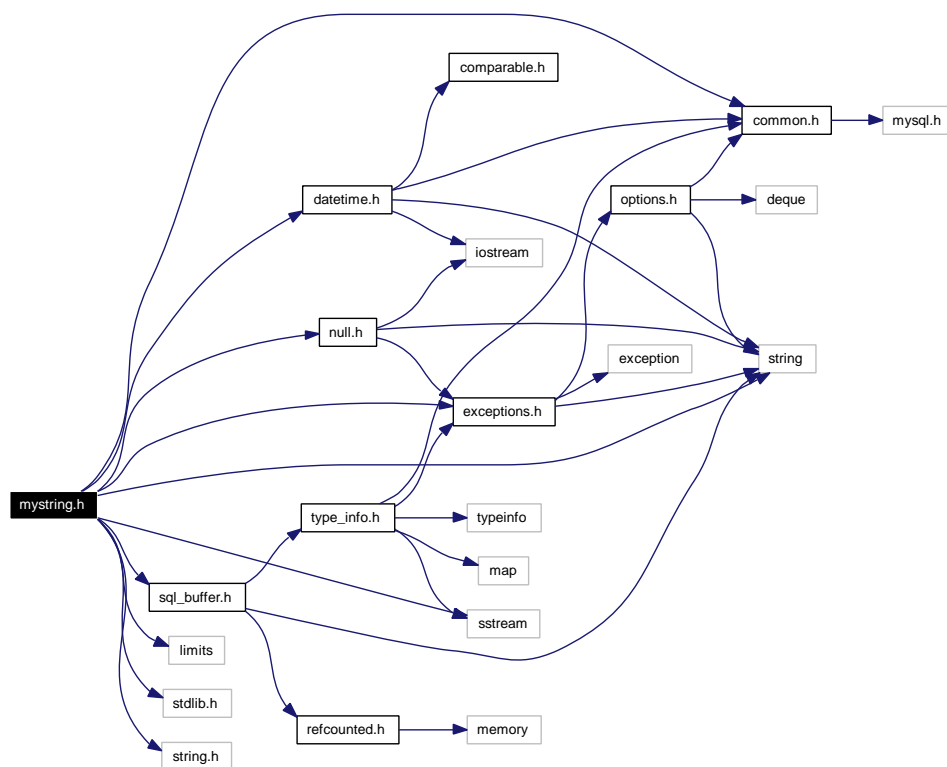 comparable.h
common.h
mysql.h
datetime.h
options.h
deque
iostream
null.h
exception
string
exceptions.h
mystring.h
type_info.h
typeinfo
map
sql_buffer.h
sstream
limits
stdlib.h
refcounted.h
memory
string.h